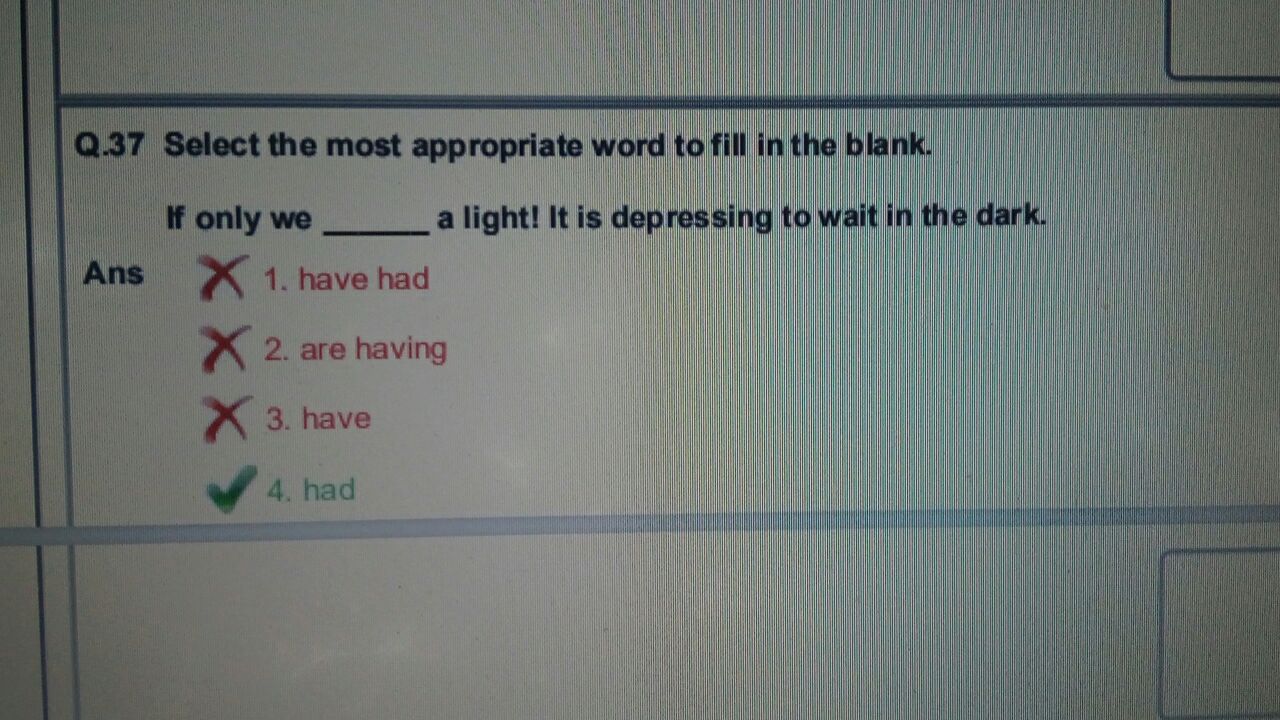 Q.37 Select the most appropriate word to fill in the blank.
If only we ______ a light! It is depressing to wait in the dark.
Ans 1. have had
2. are having
3. have
4. had